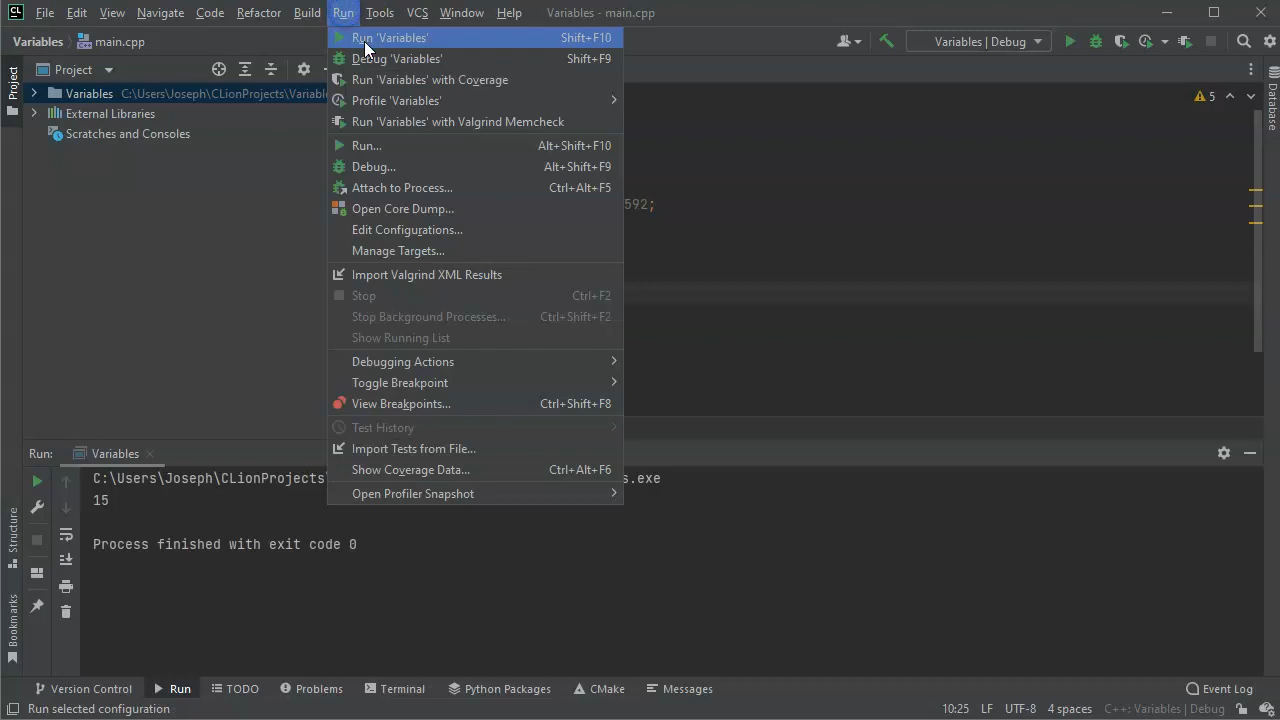 CL File Edit View Navigate Code Refactor Build Run Tools VCS Window Help Variables - main.cpp
Variables main.cpp Variables | Debug
Project
Project
Variables C:\Users\Joseph\CLionProjects\Variabl
External Libraries
Scratches and Consoles
Run 'Variables' Shift+F10
Debug 'Variables' Shift+F9
Run 'Variables' with Coverage
Profile 'Variables'
Run 'Variables' with Valgrind Memcheck
Run... Alt+Shift+F10
Debug... Alt+Shift+F9
Attach to Process... Ctrl+Alt+F5
Open Core Dump...
Edit Configurations...
Manage Targets...
Import Valgrind XML Results
Stop Ctrl+F2
Stop Background Processes... Ctrl+Shift+F2
Show Running List
Debugging Actions
Toggle Breakpoint
View Breakpoints... Ctrl+Shift+F8
Test History
Import Tests from File...
Show Coverage Data... Ctrl+Alt+F6
Open Profiler Snapshot
5
592;
Database
Run: Variables
C:\Users\Joseph\CLionProjects s.exe
15
Process finished with exit code 0
Structure
Bookmarks
Version Control Run TODO Problems Terminal Python Packages CMake Messages Event Log
Run selected configuration 10:25 LF UTF-8 4 spaces C++: Variables | Debug